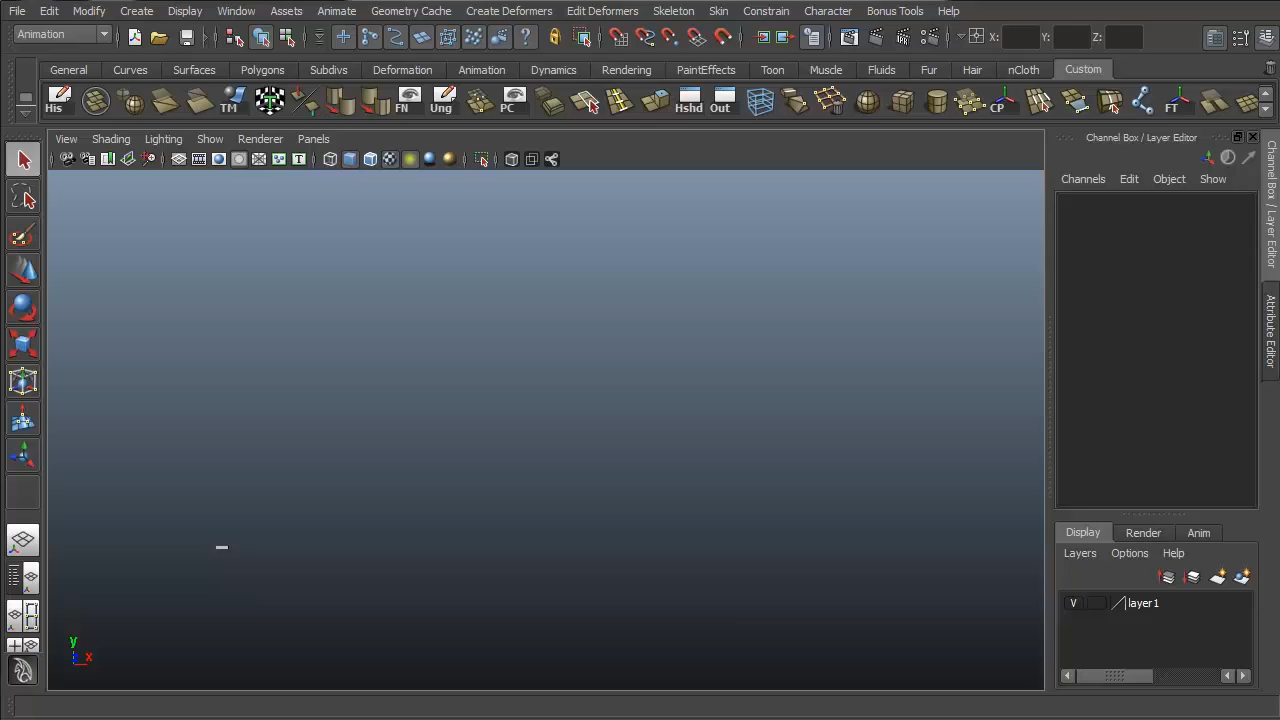 File Edit Modify Create Display Window Assets Animate Geometry Cache Create Deformers Edit Deformers Skeleton Skin Constrain Character Bonus Tools Help
Animation X: Y: Z:
General Curves Surfaces Polygons Subdivs Deformation Animation Dynamics Rendering PaintEffects Toon Muscle Fluids Fur Hair nCloth Custom
His TM FN Ung PC Hshd Out CP FT
View Shading Lighting Show Renderer Panels
Channel Box / Layer Editor
Channels Edit Object Show
Channel Box / Layer Editor
Attribute Editor
Display Render Anim
Layers Options Help
V layer1
y
x